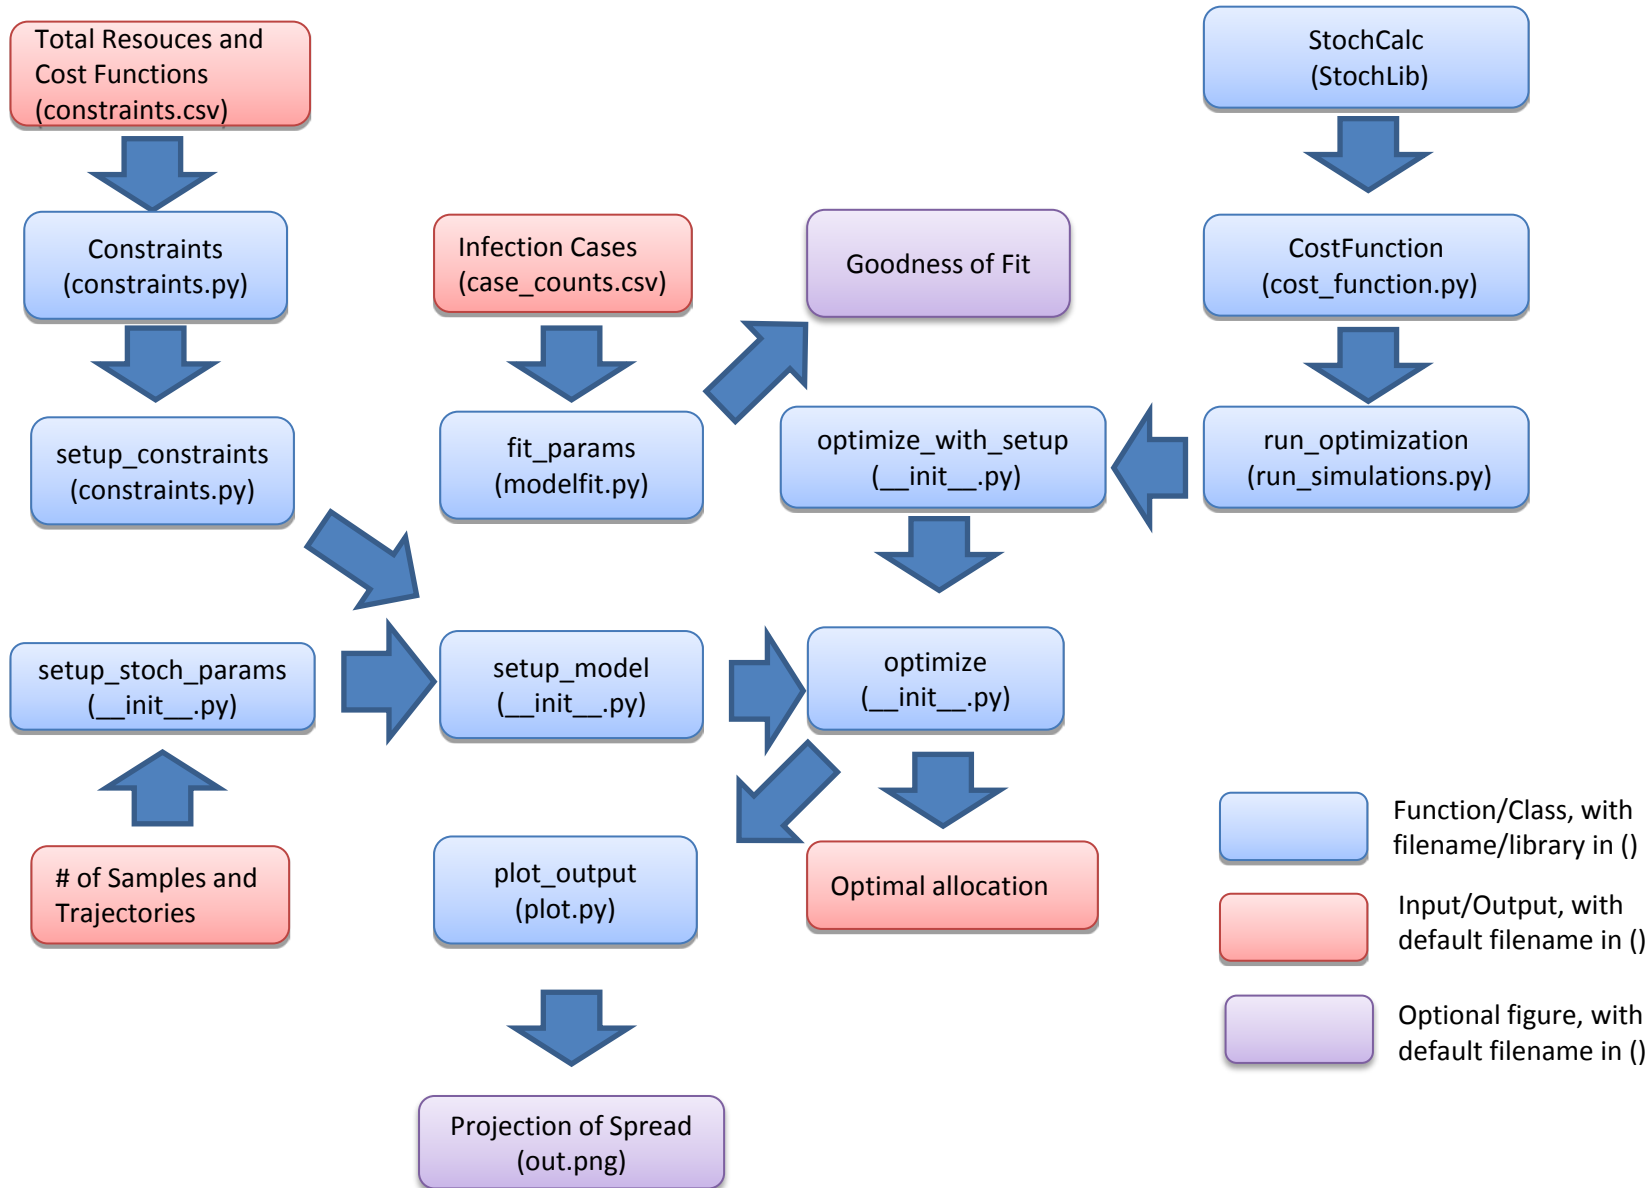 Total Resouces and
Cost Functions
(constraints.csv)
StochCalc
(StochLib)
Constraints
(constraints.py)
Infection Cases
(case_counts.csv)
Goodness of Fit
CostFunction
(cost_function.py)
setup_constraints
(constraints.py)
fit_params
(modelfit.py)
optimize_with_setup
(__init__.py)
run_optimization
(run_simulations.py)
setup_stoch_params
(__init__.py)
setup_model
(__init__.py)
optimize
(__init__.py)
# of Samples and
Trajectories
plot_output
(plot.py)
Optimal allocation
Function/Class, with
filename/library in ()
Input/Output, with
default filename in ()
Optional figure, with
default filename in ()
Projection of Spread
(out.png)